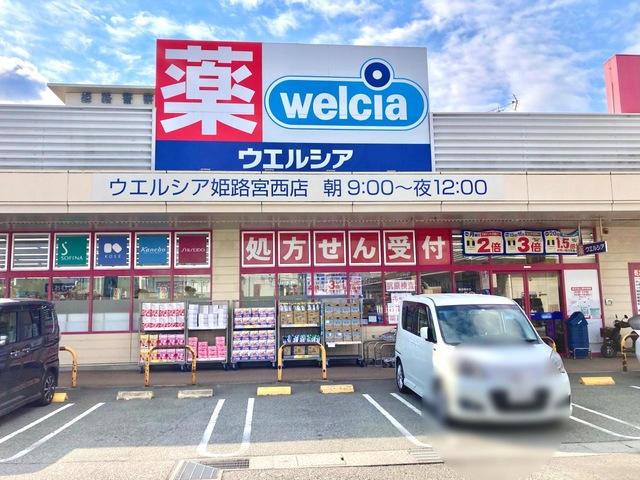 薬
welcia
ウエルシア
ウエルシア姫路宮西店 朝9:00～夜12:00
SOFINA
KOSÉ
Kanebo
SHISEIDO
処方せん受付
2倍
3倍
1.5倍
ウエルシア